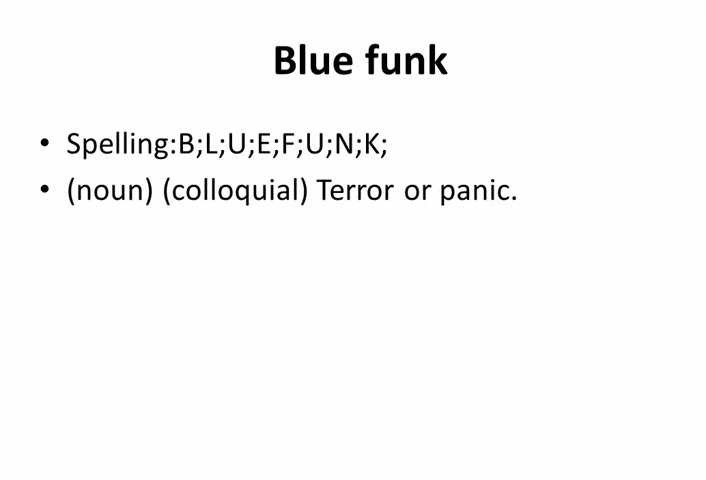 Blue funk
• Spelling:B;L;U;E;F;U;N;K;
• (noun) (colloquial) Terror or panic.